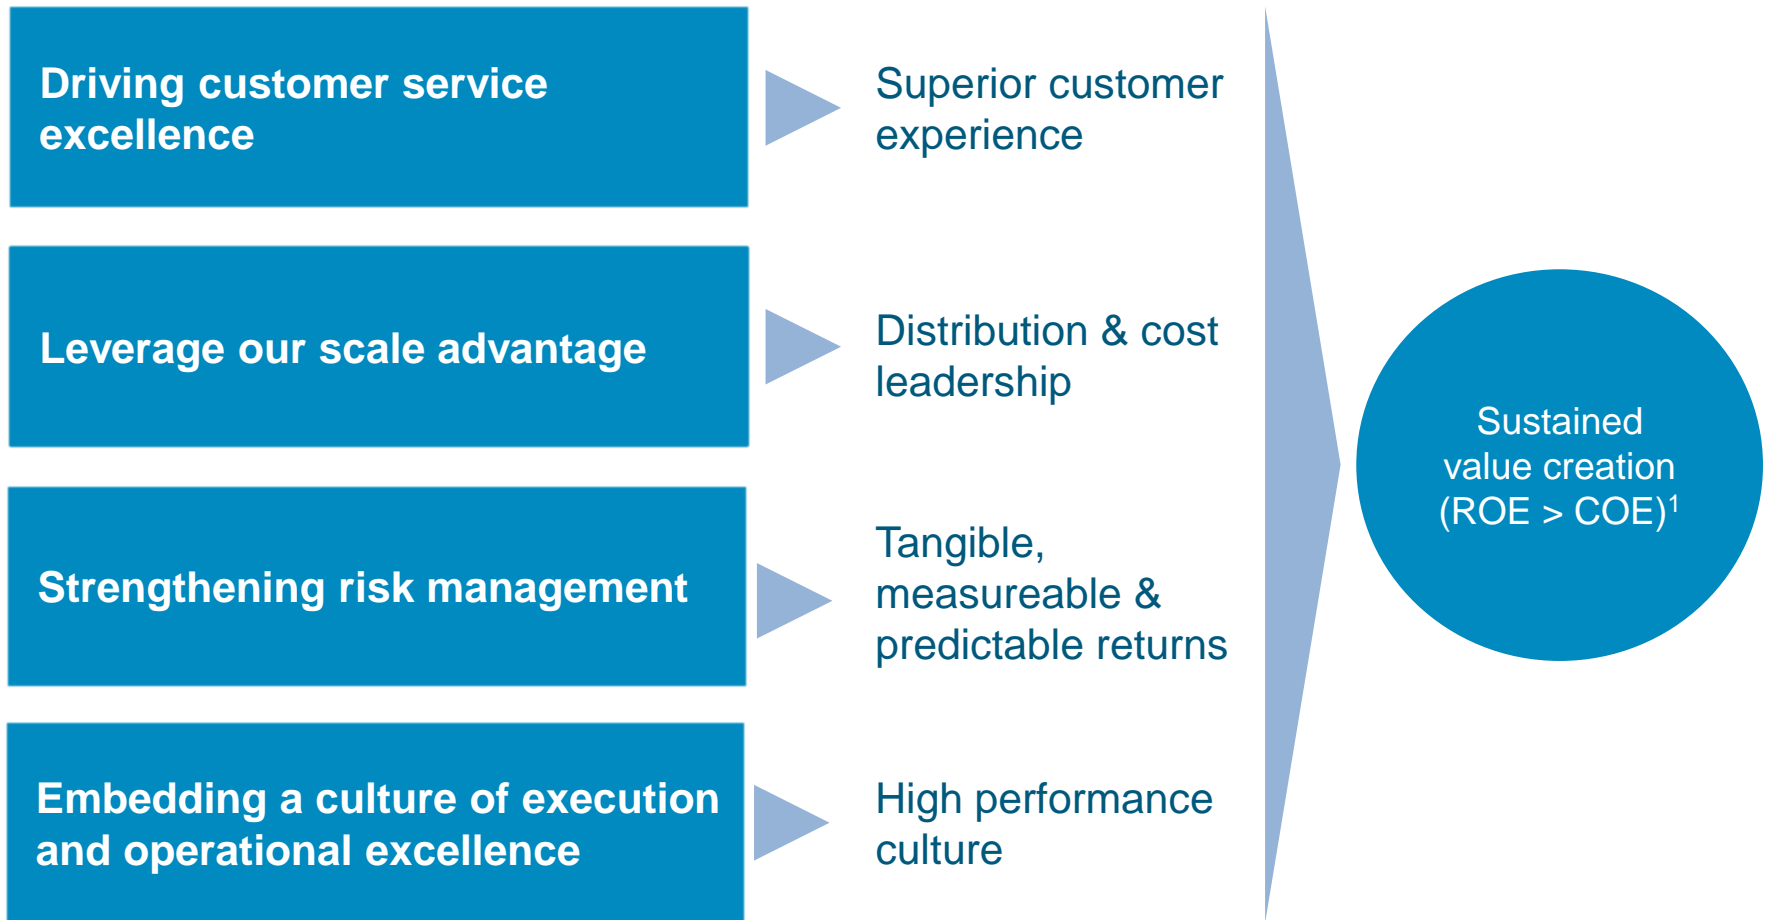 Driving customer service
excellence
Superior customer
experience
Leverage our scale advantage
Distribution & cost
leadership
Strengthening risk management
Tangible,
measureable &
predictable returns
Embedding a culture of execution
and operational excellence
High performance
culture
Sustained
value creation
(ROE > COE)¹